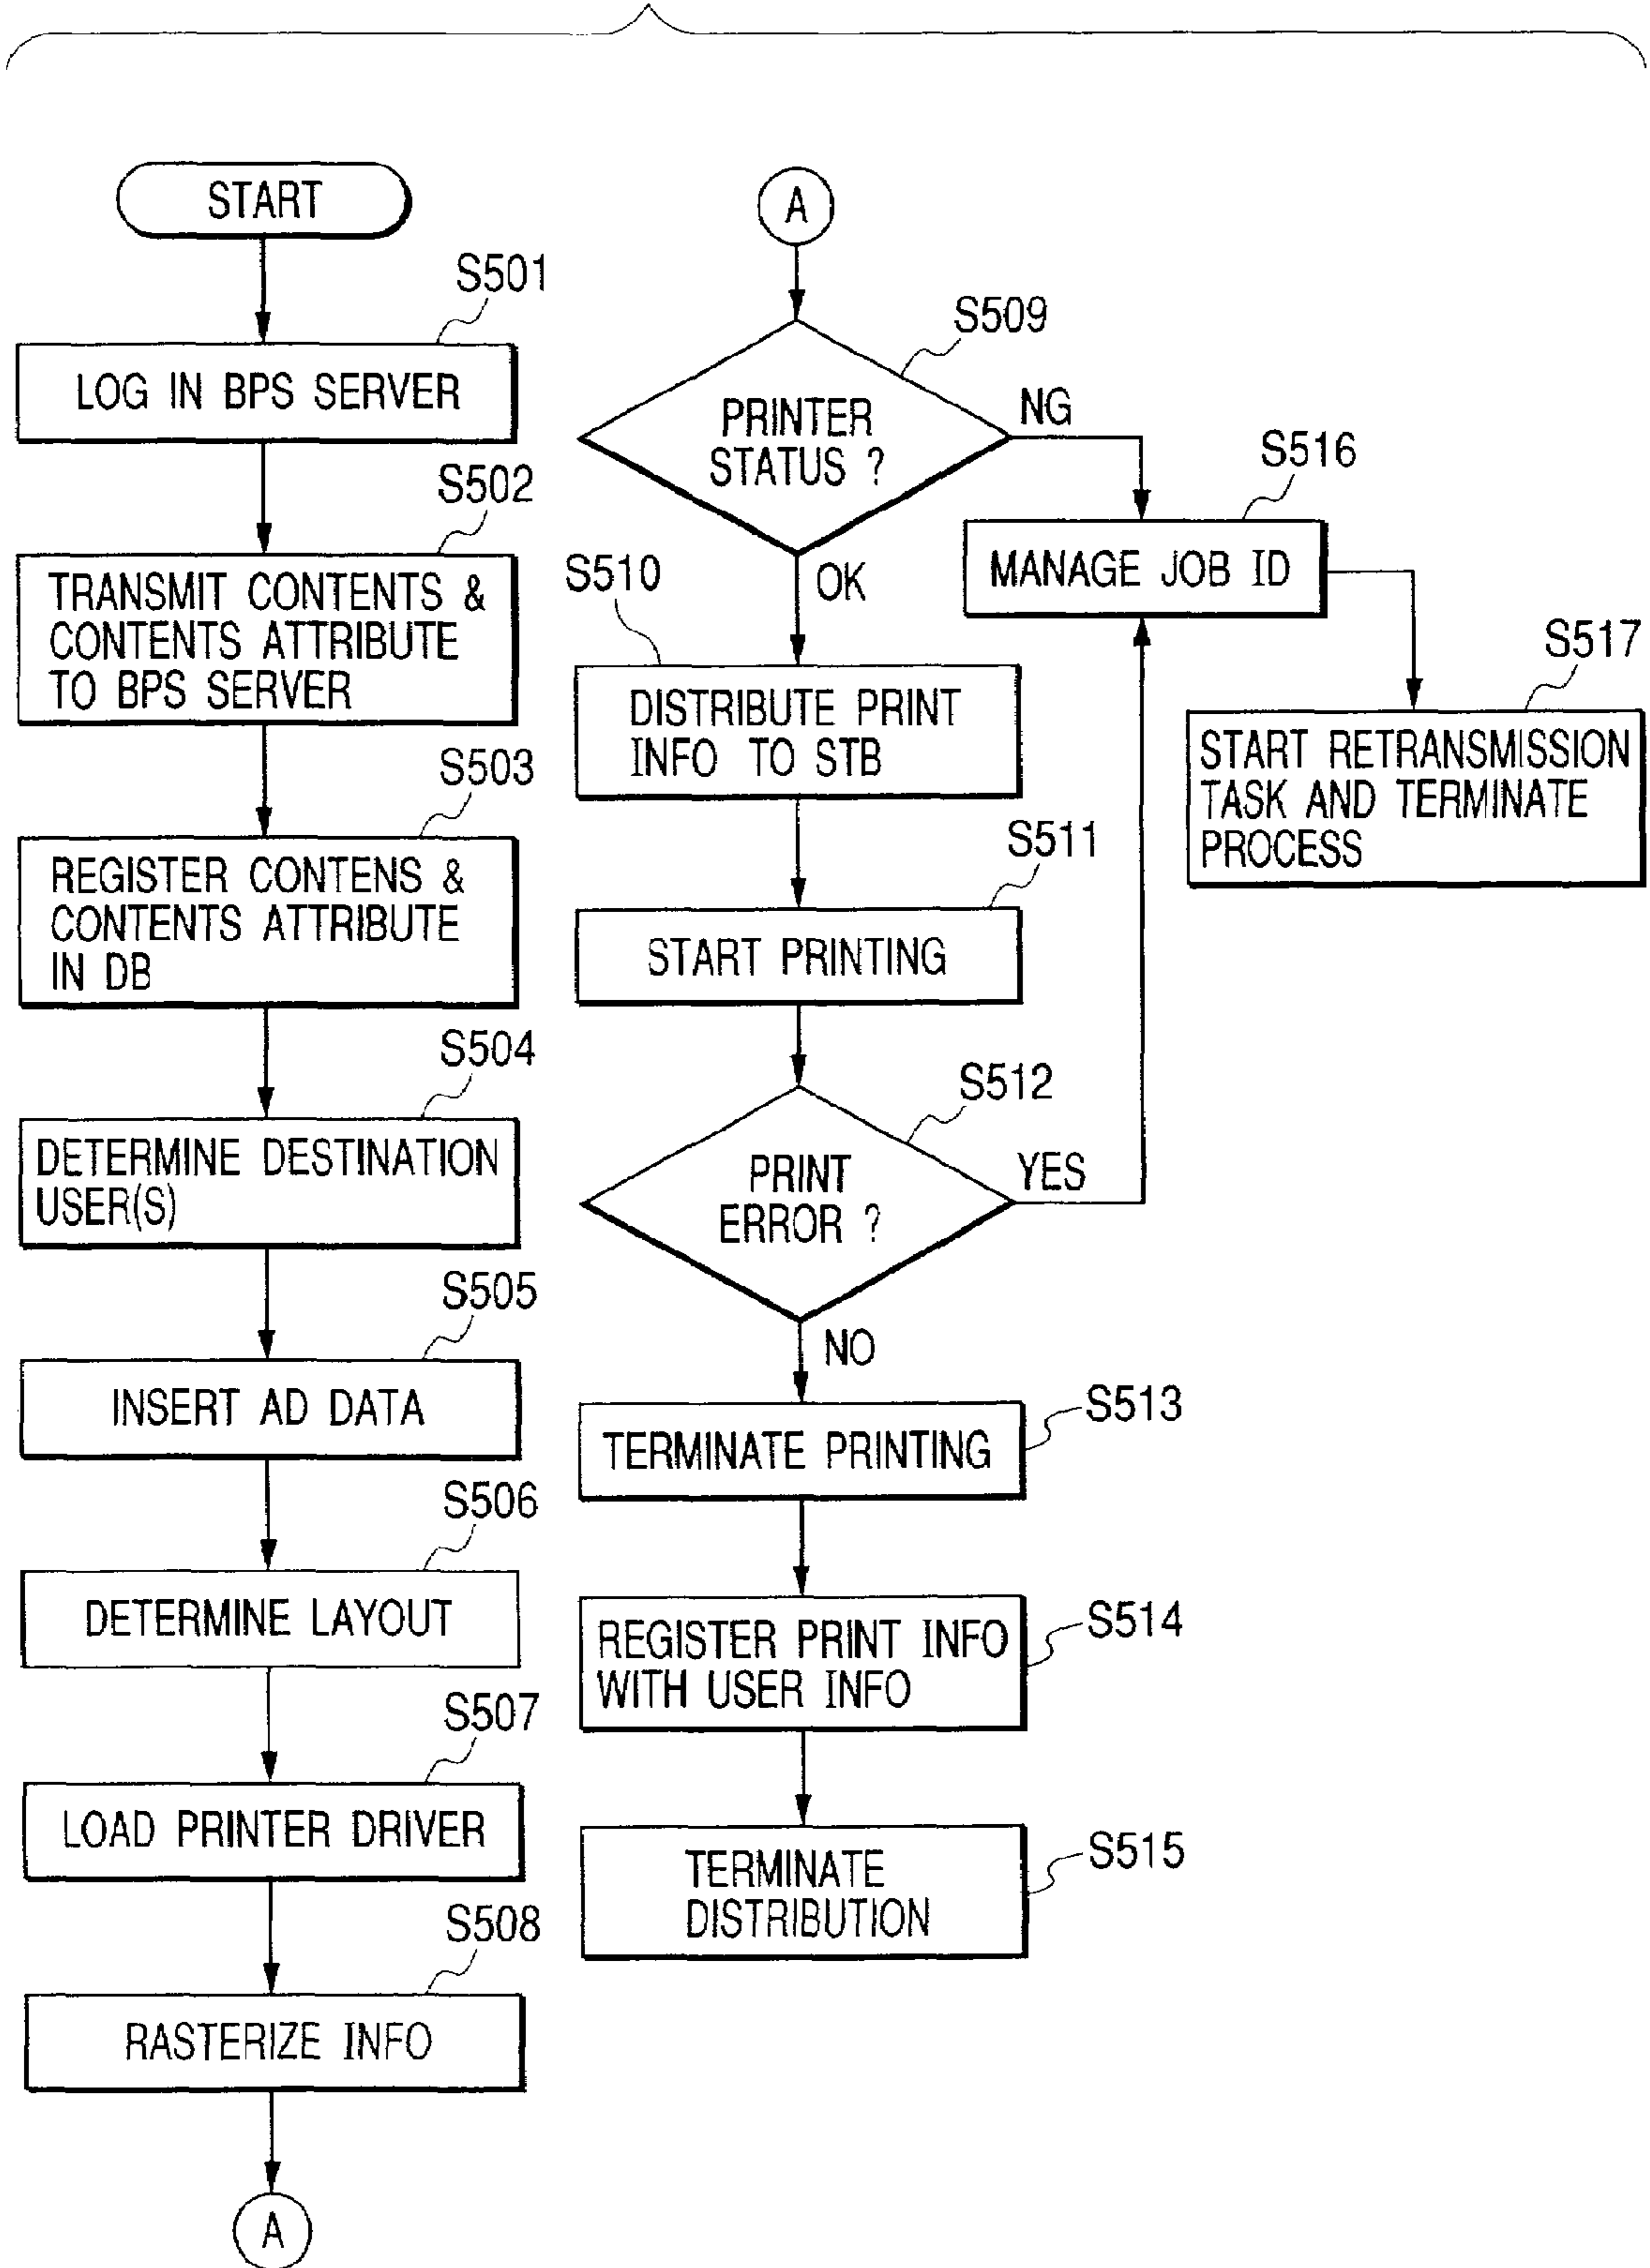 START
S501
LOG IN BPS SERVER
S502
TRANSMIT CONTENTS &
CONTENTS ATTRIBUTE
TO BPS SERVER
S503
REGISTER CONTENS &
CONTENTS ATTRIBUTE
IN DB
S504
DETERMINE DESTINATION
USER(S)
S505
INSERT AD DATA
S506
DETERMINE LAYOUT
S507
LOAD PRINTER DRIVER
S508
RASTERIZE INFO
A
A
S509
PRINTER
STATUS ?
NG
OK
S510
DISTRIBUTE PRINT
INFO TO STB
S511
START PRINTING
S512
PRINT
ERROR ?
YES
NO
S513
TERMINATE PRINTING
S514
REGISTER PRINT INFO
WITH USER INFO
S515
TERMINATE
DISTRIBUTION
S516
MANAGE JOB ID
S517
START RETRANSMISSION
TASK AND TERMINATE
PROCESS